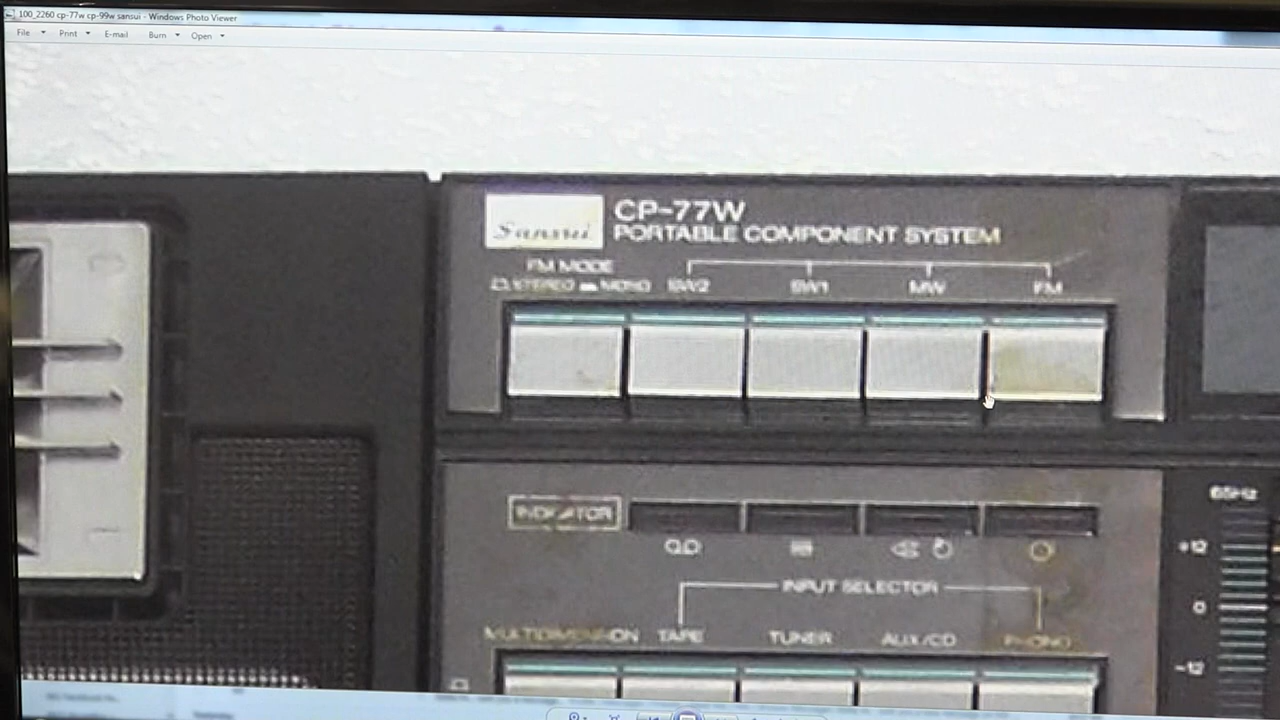 100_2260 cp-77w cp-99w sansui - Windows Photo Viewer
File Print E-mail Burn Open
Sansui
CP-77W
PORTABLE COMPONENT SYSTEM
FM MODE
STEREO MONO SW2 SW1 MW FM
INDICATOR
65Hz
+12
INPUT SELECTOR
0
MULTIDIMENSION TAPE TUNER AUX/CD PHONO
-12